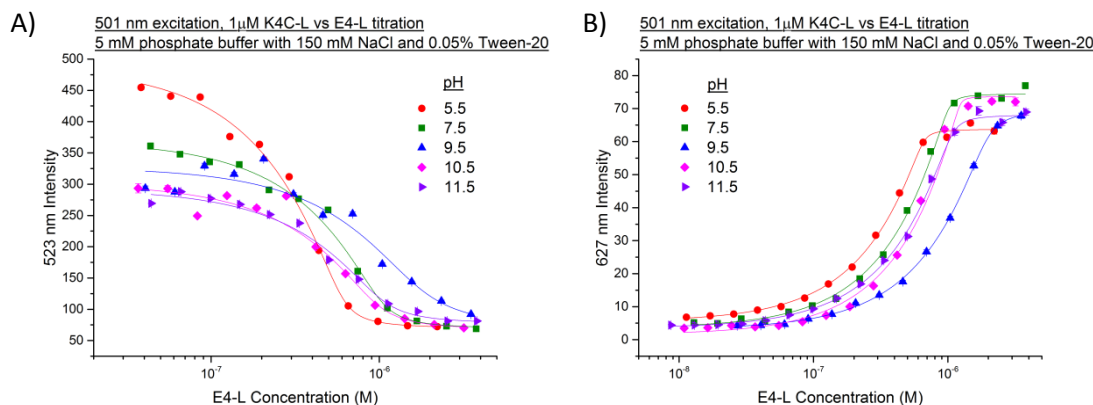 A)
501 nm excitation, 1µM K4C-L vs E4-L titration
5 mM phosphate buffer with 150 mM NaCl and 0.05% Tween-20
500
450
400
350
300
250
200
150
100
50
523 nm Intensity
pH
5.5
7.5
9.5
10.5
11.5
10⁻⁷
10⁻⁶
E4-L Concentration (M)
B)
501 nm excitation, 1µM K4C-L vs E4-L titration
5 mM phosphate buffer with 150 mM NaCl and 0.05% Tween-20
80
70
60
50
40
30
20
10
0
627 nm Intensity
pH
5.5
7.5
9.5
10.5
11.5
10⁻⁸
10⁻⁷
10⁻⁶
E4-L Concentration (M)